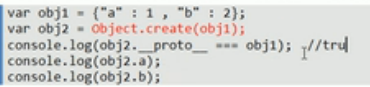 var obj1 = {"a" : 1 , "b" : 2};
var obj2 = Object.create(obj1);
console.log(obj2.__proto__ === obj1); //tru
console.log(obj2.a);
console.log(obj2.b);